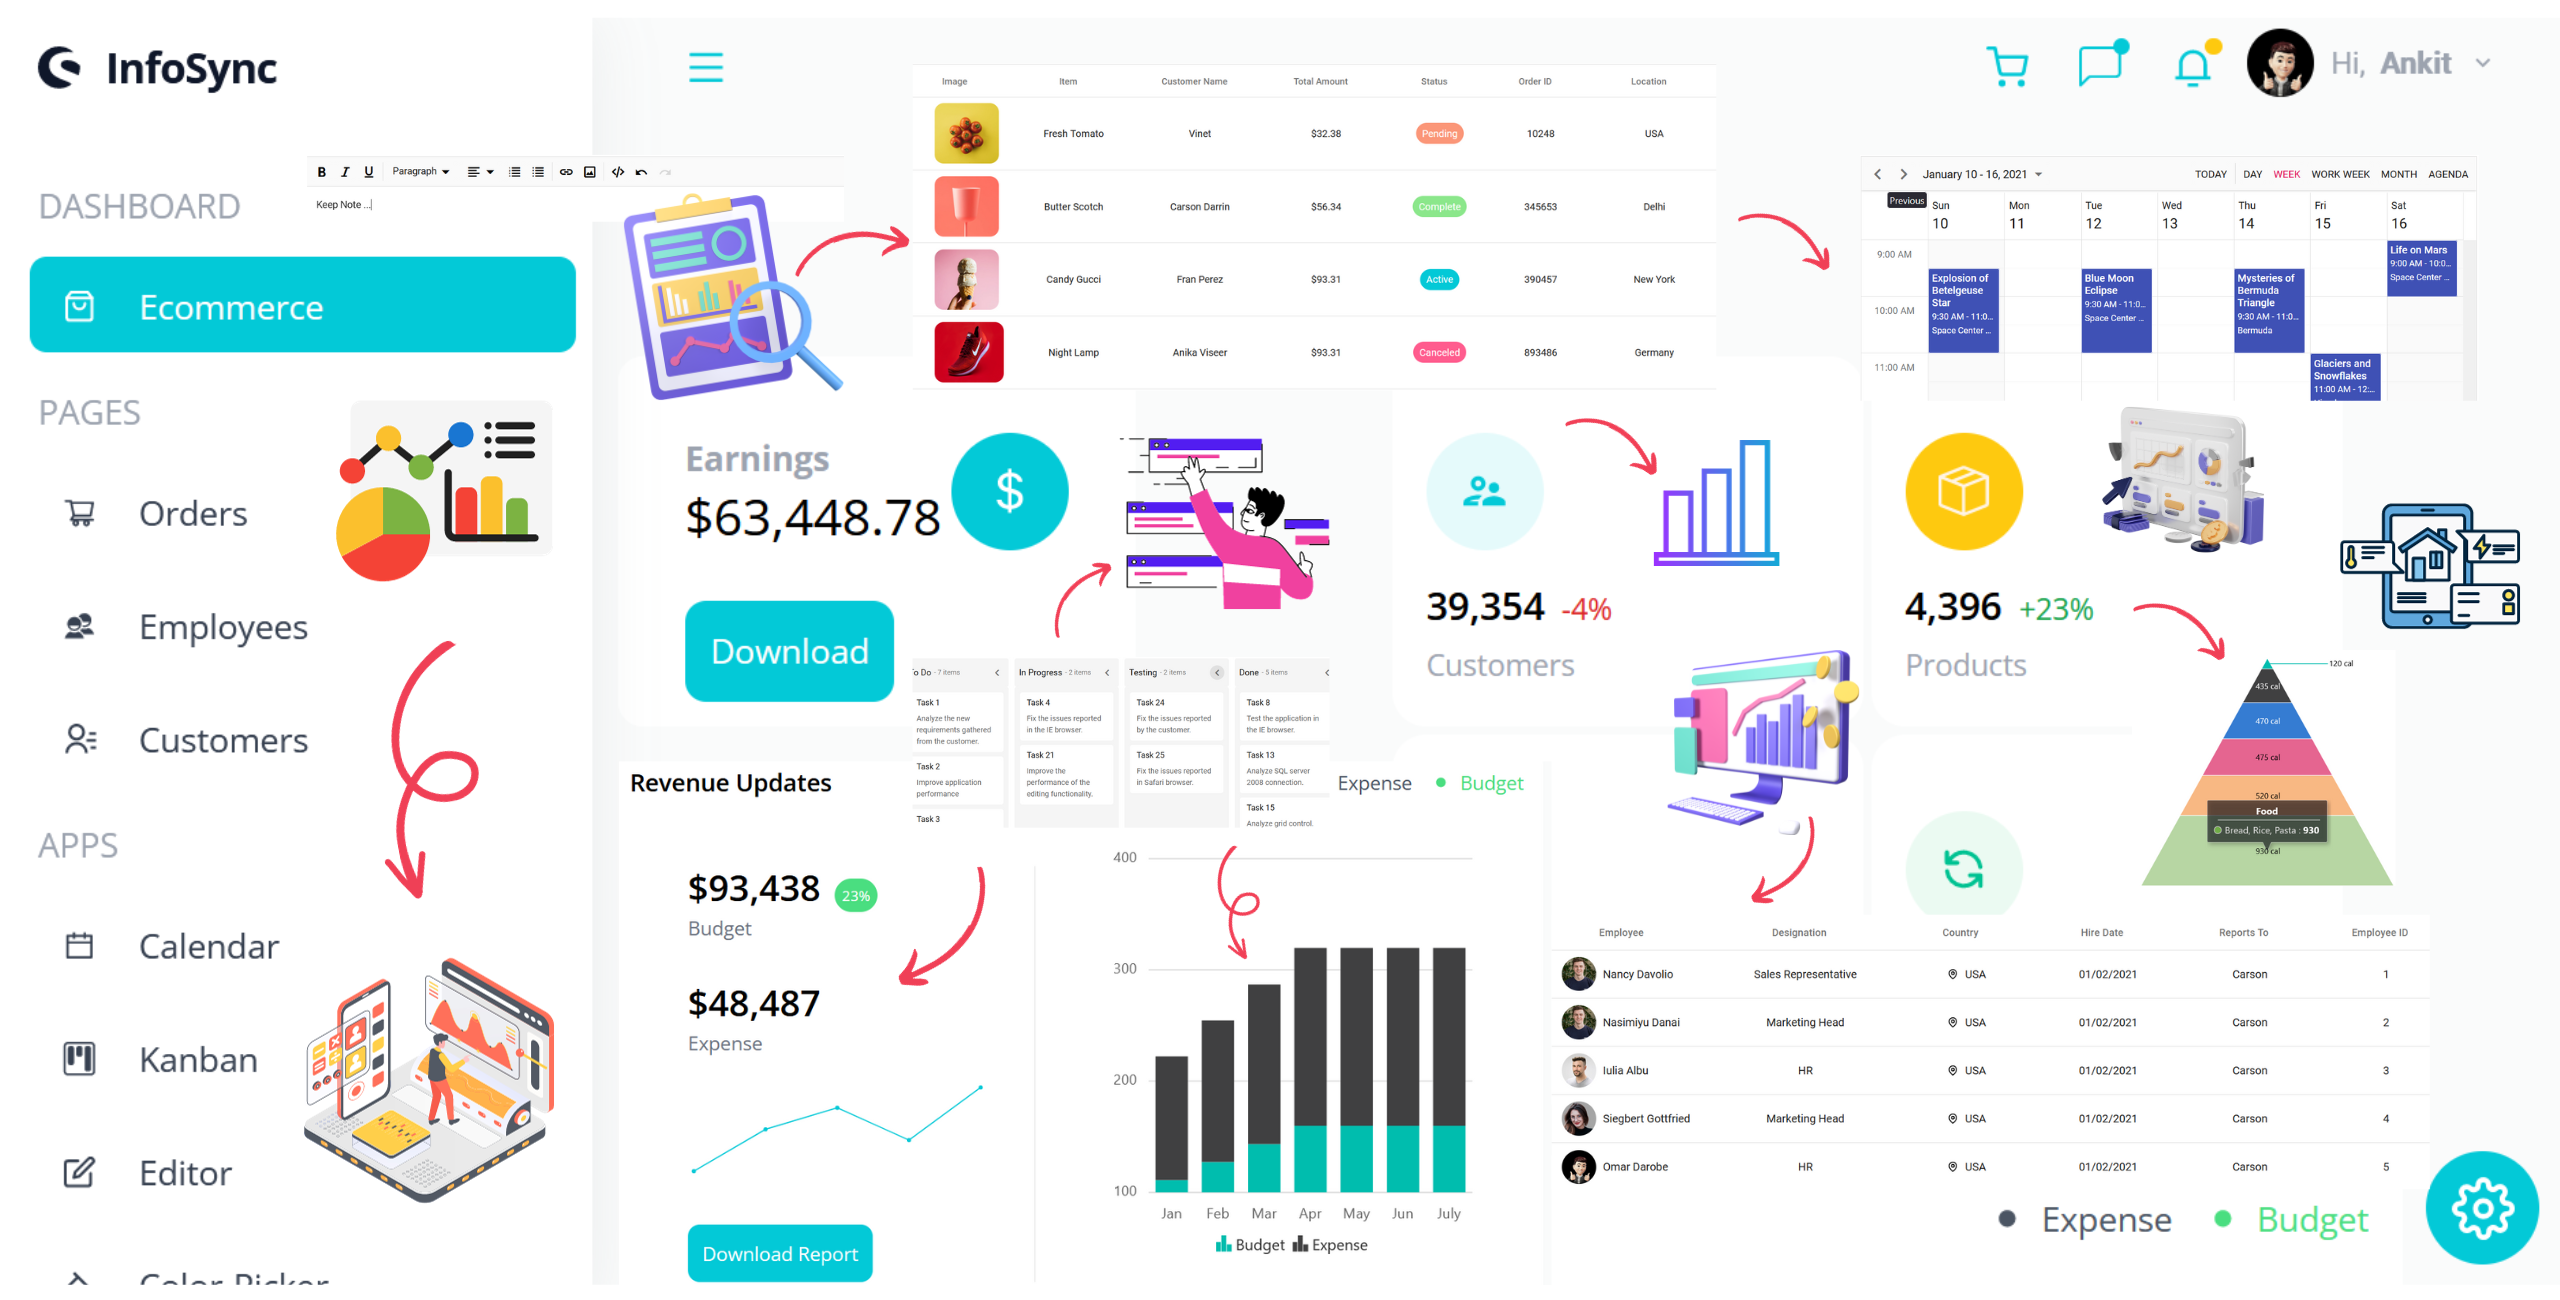 InfoSync
DASHBOARD
Ecommerce
PAGES
Orders
Employees
Customers
APPS
Calendar
Kanban
Editor
Color-Picker
B I U Paragraph
Keep Note ...
Image Item Customer Name Total Amount Status Order ID Location
Fresh Tomato Vinet $32.38 Pending 10248 USA
Butter Scotch Carson Darrin $56.34 Complete 345653 Delhi
Candy Gucci Fran Perez $93.31 Active 390457 New York
Night Lamp Anika Viseer $93.31 Canceled 893486 Germany
Hi, Ankit
January 10 - 16, 2021 TODAY DAY WEEK WORK WEEK MONTH AGENDA
Previous
Sun Mon Tue Wed Thu Fri Sat
10 11 12 13 14 15 16
9:00 AM
10:00 AM
11:00 AM
Explosion of
Betelgeuse
Star
9:30 AM - 11:0...
Space Center ...
Blue Moon
Eclipse
9:30 AM - 11:0...
Space Center ...
Mysteries of
Bermuda
Triangle
9:30 AM - 11:0...
Bermuda
Glaciers and
Snowflakes
11:00 AM - 12:...
Life on Mars
9:00 AM - 10:0...
Space Center ...
Earnings
$63,448.78
$
Download
39,354 -4%
Customers
4,396 +23%
Products
o Do - 7 items
Task 1
Analyze the new
requirements gathered
from the customer.
Task 2
Improve application
performance
Task 3
In Progress - 2 items
Task 4
Fix the issues reported
in the IE browser.
Task 21
Improve the
performance of the
editing functionality.
Testing - 2 items
Task 24
Fix the issues reported
by the customer.
Task 25
Fix the issues reported
in Safari browser.
Done - 5 items
Task 8
Test the application in
the IE browser.
Task 13
Analyze SQL server
2008 connection.
Task 15
Analyze grid control.
120 cal
435 cal
470 cal
475 cal
520 cal
Food
Bread, Rice, Pasta : 930
930 cal
Revenue Updates
Expense Budget
$93,438 23%
Budget
$48,487
Expense
Download Report
400
300
200
100
Jan Feb Mar Apr May Jun July
Budget Expense
Employee Designation Country Hire Date Reports To Employee ID
Nancy Davolio Sales Representative USA 01/02/2021 Carson 1
Nasimiyu Danai Marketing Head USA 01/02/2021 Carson 2
Iulia Albu HR USA 01/02/2021 Carson 3
Siegbert Gottfried Marketing Head USA 01/02/2021 Carson 4
Omar Darobe HR USA 01/02/2021 Carson 5
Expense Budget